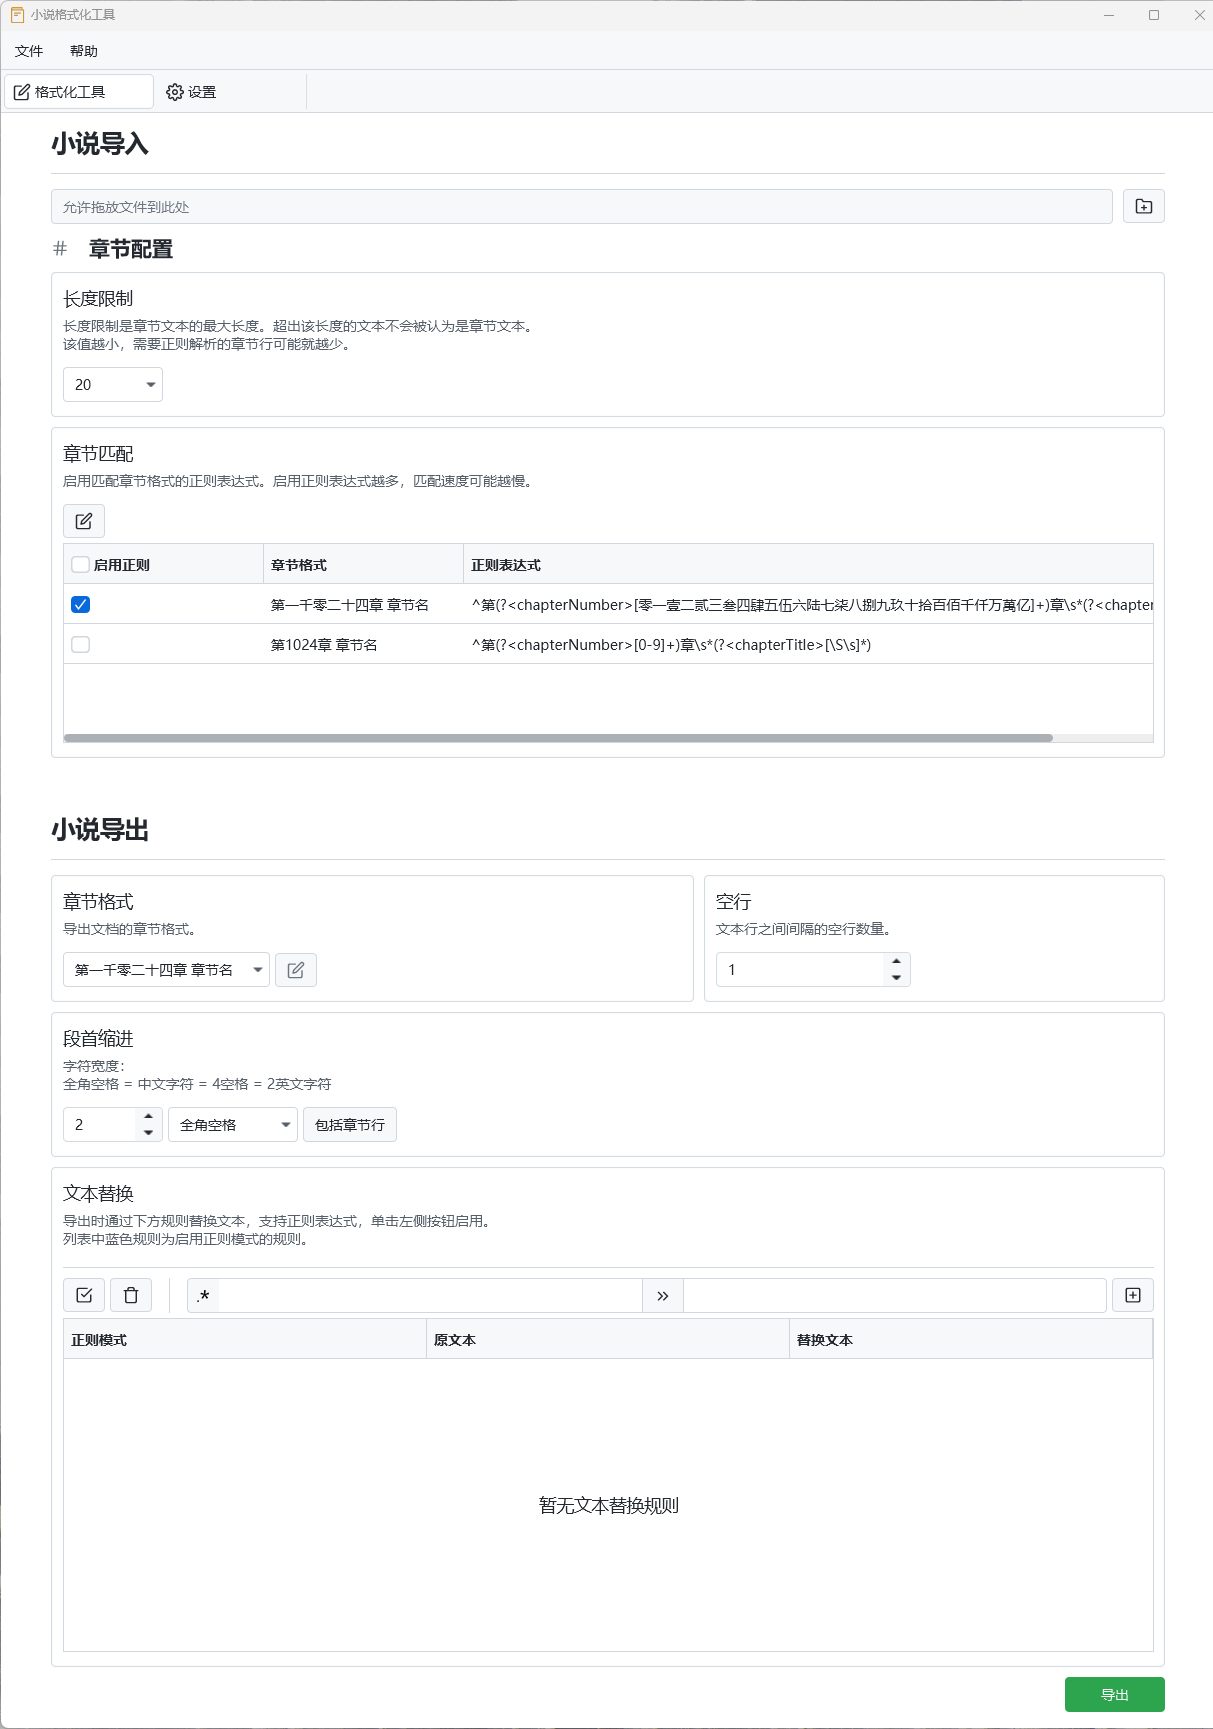 小说格式化工具
文件 帮助
格式化工具 设置
小说导入
允许拖放文件到此处
# 章节配置
长度限制
长度限制是章节文本的最大长度。超出该长度的文本不会被认为是章节文本。
该值越小，需要正则解析的章节行可能就越少。
20
章节匹配
启用匹配章节格式的正则表达式。启用正则表达式越多，匹配速度可能越慢。
启用正则 章节格式 正则表达式
第一千零二十四章 章节名 ^第(?<chapterNumber>[零一壹二贰三叁四肆五伍六陆七柒八捌九玖十拾百佰千仟万萬亿]+)章\s*(?<chapter
第1024章 章节名 ^第(?<chapterNumber>[0-9]+)章\s*(?<chapterTitle>[\S\s]*)
小说导出
章节格式
导出文档的章节格式。
第一千零二十四章 章节名
空行
文本行之间间隔的空行数量。
1
段首缩进
字符宽度：
全角空格 = 中文字符 = 4空格 = 2英文字符
2 全角空格 包括章节行
文本替换
导出时通过下方规则替换文本，支持正则表达式，单击左侧按钮启用。
列表中蓝色规则为启用正则模式的规则。
.* »
正则模式 原文本 替换文本
暂无文本替换规则
导出